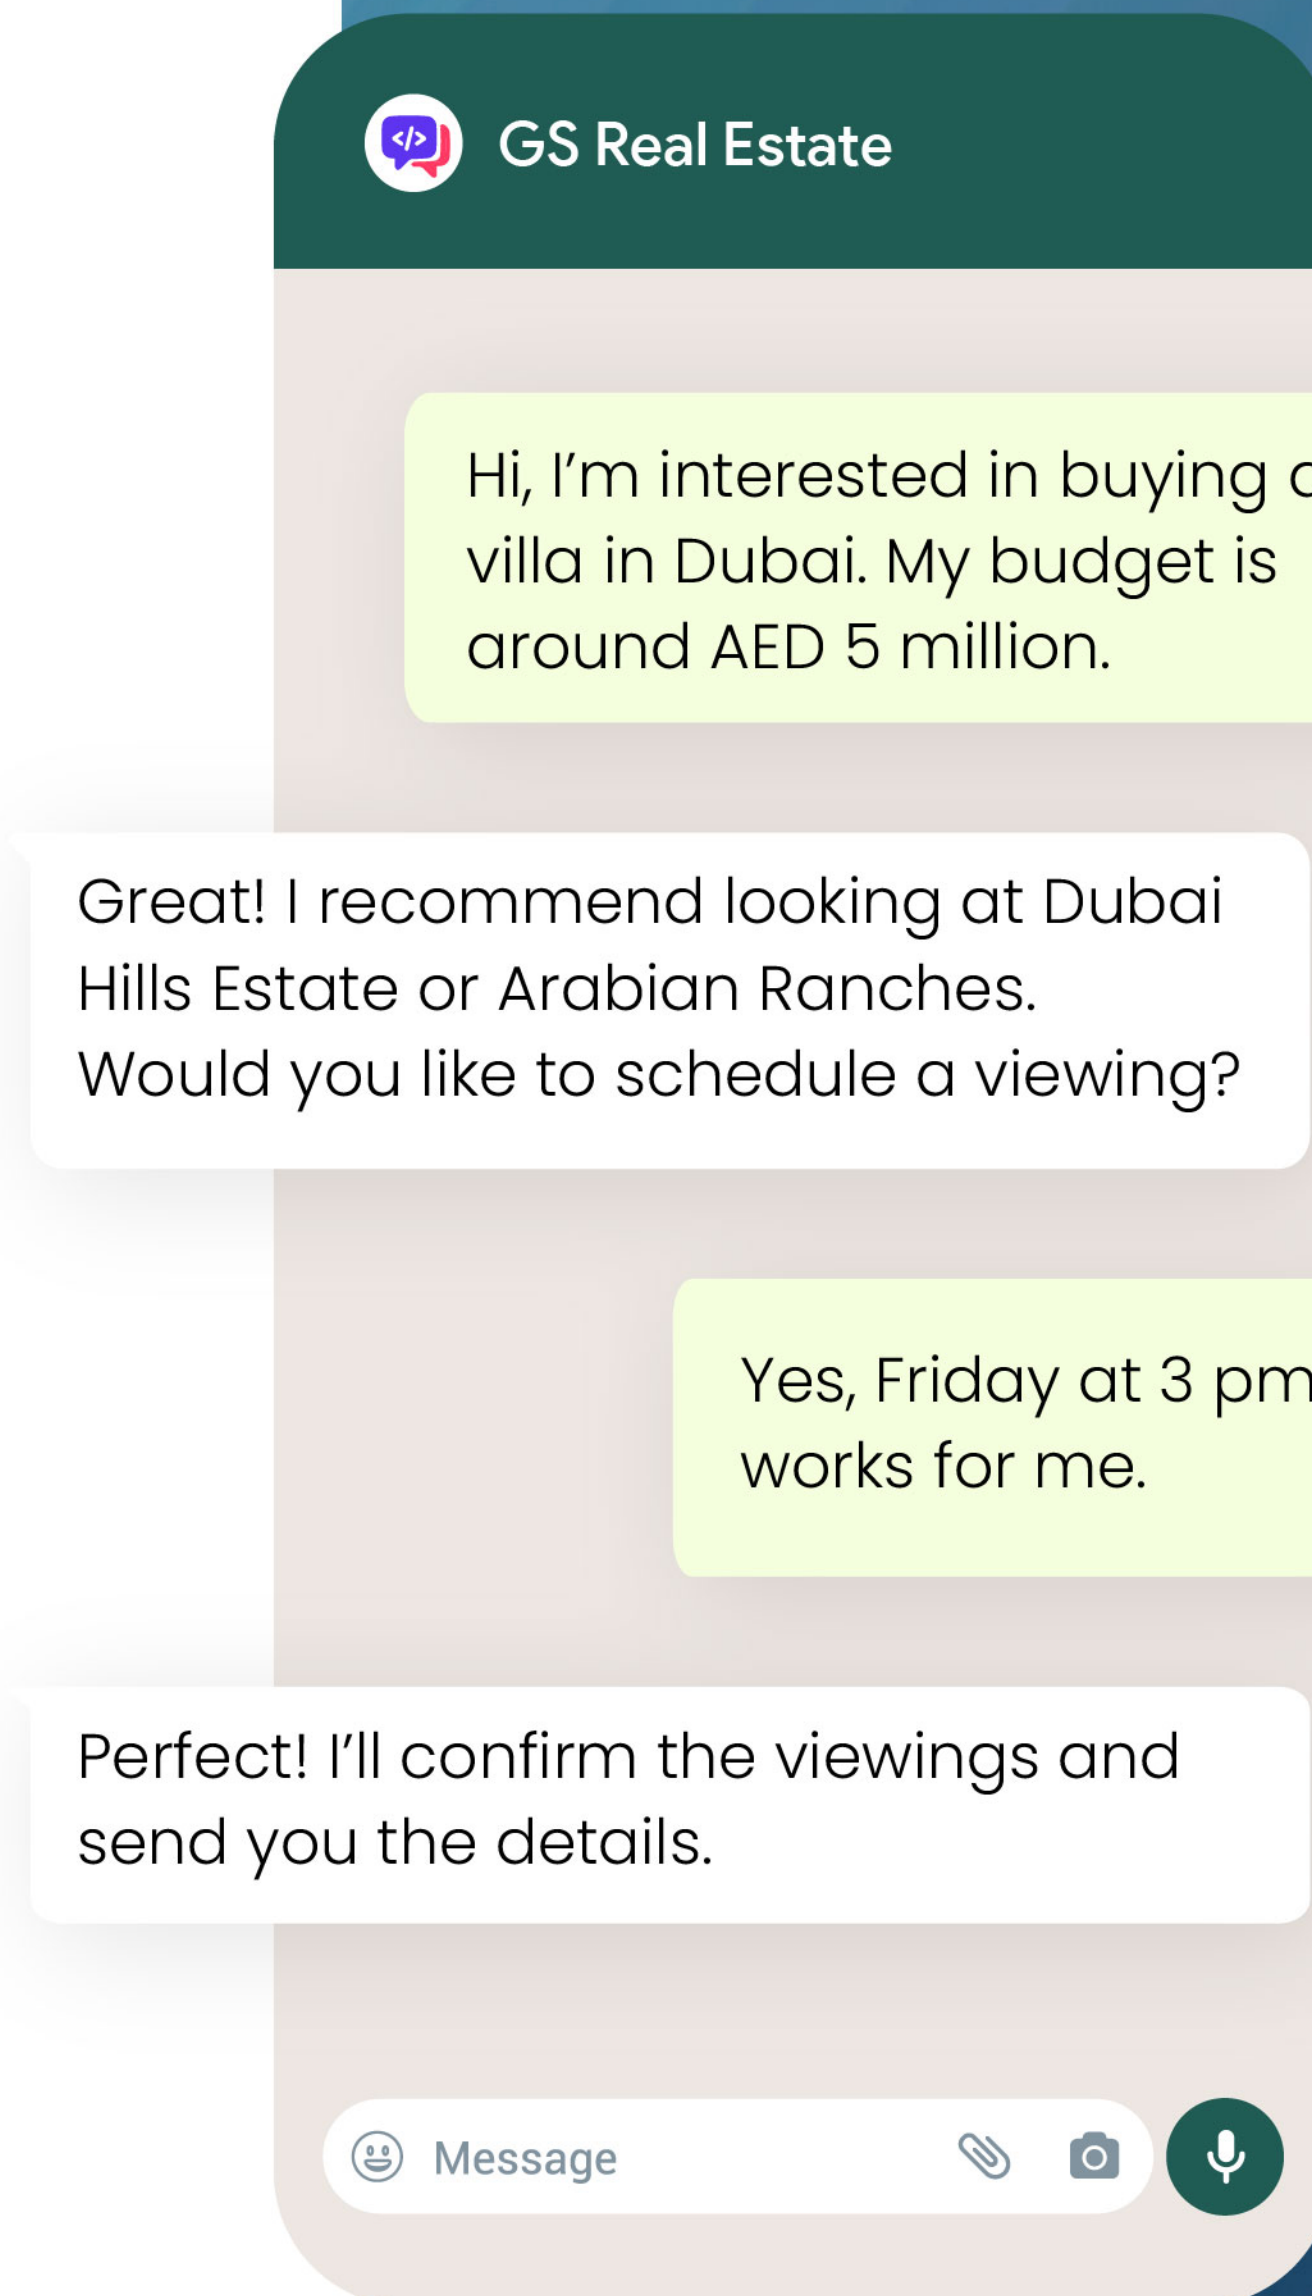 </>
GS Real Estate
Hi, I’m interested in buying
villa in Dubai. My budget is
around AED 5 million.
Great! I recommend looking at Dubai
Hills Estate or Arabian Ranches.
Would you like to schedule a viewing?
Yes, Friday at 3 pm
works for me.
Perfect! I’ll confirm the viewings and
send you the details.
Message